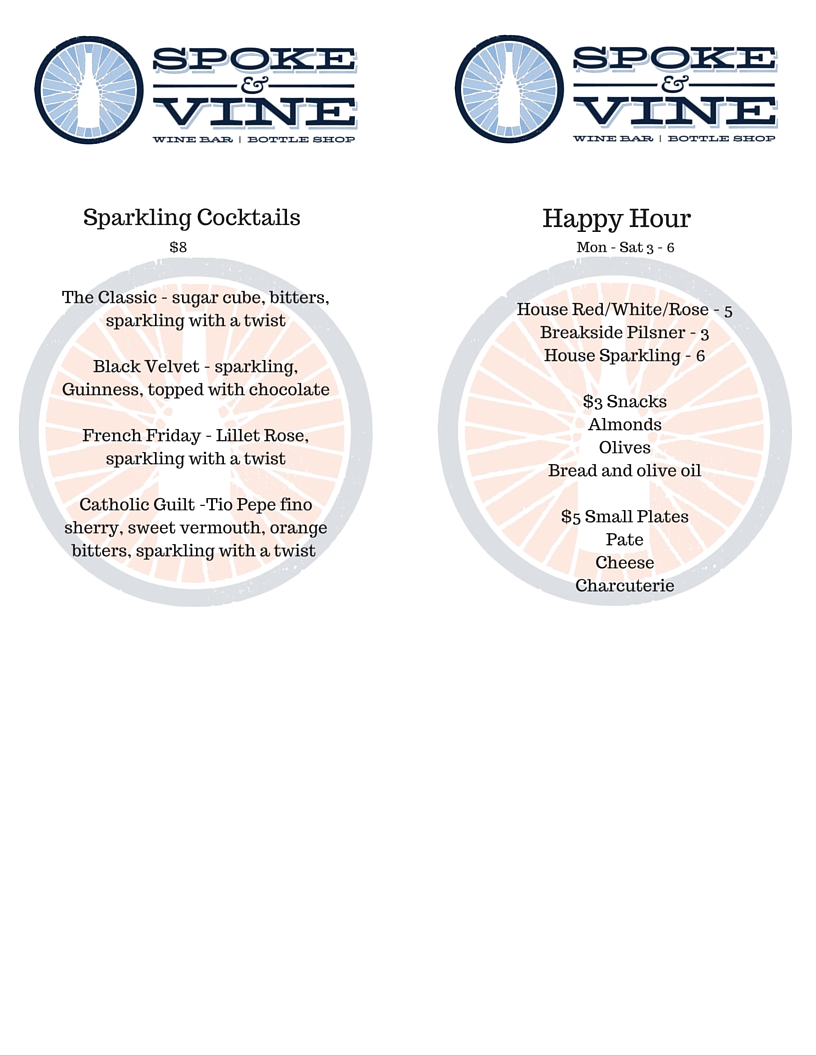 SPOKE
&
VINE
WINE BAR | BOTTLE SHOP
Sparkling Cocktails
$8
The Classic - sugar cube, bitters,
sparkling with a twist
Black Velvet - sparkling,
Guinness, topped with chocolate
French Friday - Lillet Rose,
sparkling with a twist
Catholic Guilt -Tio Pepe fino
sherry, sweet vermouth, orange
bitters, sparkling with a twist
SPOKE
&
VINE
WINE BAR | BOTTLE SHOP
Happy Hour
Mon - Sat 3 - 6
House Red/White/Rose - 5
Breakside Pilsner - 3
House Sparkling - 6
$3 Snacks
Almonds
Olives
Bread and olive oil
$5 Small Plates
Pate
Cheese
Charcuterie